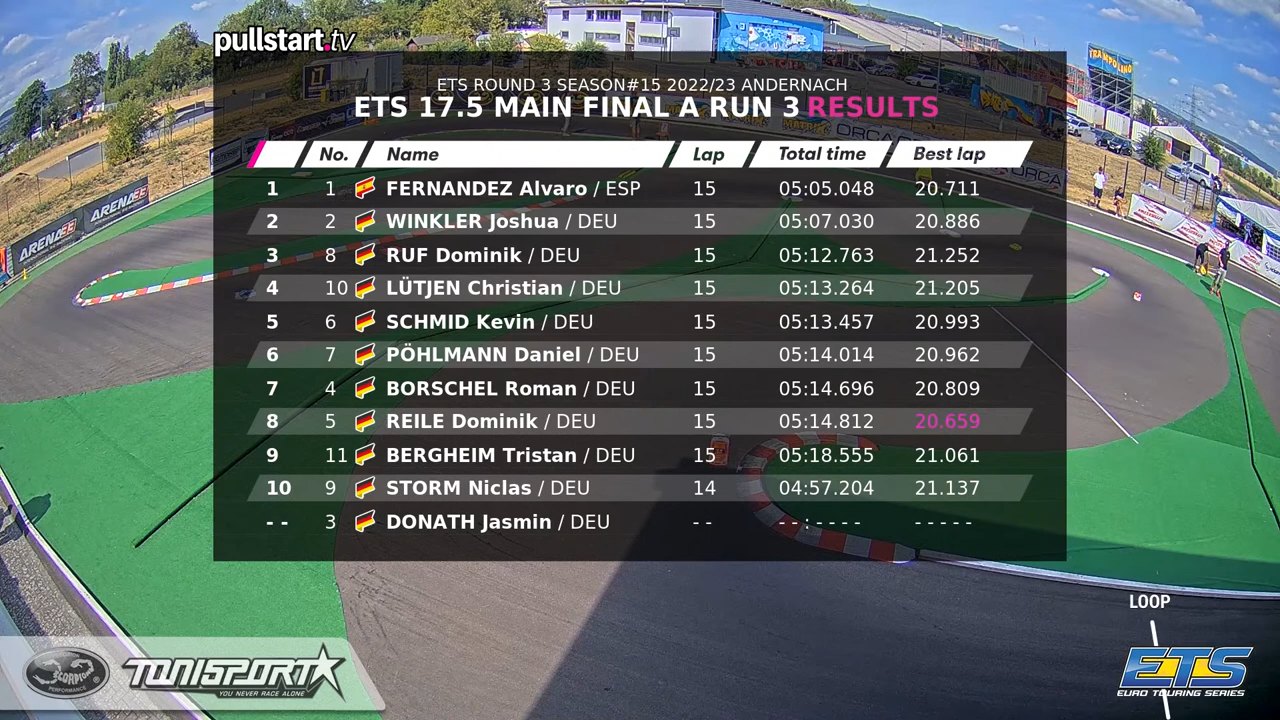 pullstart.tv
ETS ROUND 3 SEASON#15 2022/23 ANDERNACH
ETS 17.5 MAIN FINAL A RUN 3 RESULTS
No. Name Lap Total time Best lap
1 1 FERNANDEZ Alvaro / ESP 15 05:05.048 20.711
2 2 WINKLER Joshua / DEU 15 05:07.030 20.886
3 8 RUF Dominik / DEU 15 05:12.763 21.252
4 10 LÜTJEN Christian / DEU 15 05:13.264 21.205
5 6 SCHMID Kevin / DEU 15 05:13.457 20.993
6 7 PÖHLMANN Daniel / DEU 15 05:14.014 20.962
7 4 BORSCHEL Roman / DEU 15 05:14.696 20.809
8 5 REILE Dominik / DEU 15 05:14.812 20.659
9 11 BERGHEIM Tristan / DEU 15 05:18.555 21.061
10 9 STORM Niclas / DEU 14 04:57.204 21.137
-- 3 DONATH Jasmin / DEU -- --:---- -----
TRAMPOLINO
ORCA
ORCA
ARENA33
ARENA33
LOOP
SCORPION
PERFORMANCE
TONISPORT
YOU NEVER RACE ALONE
ETS
EURO TOURING SERIES